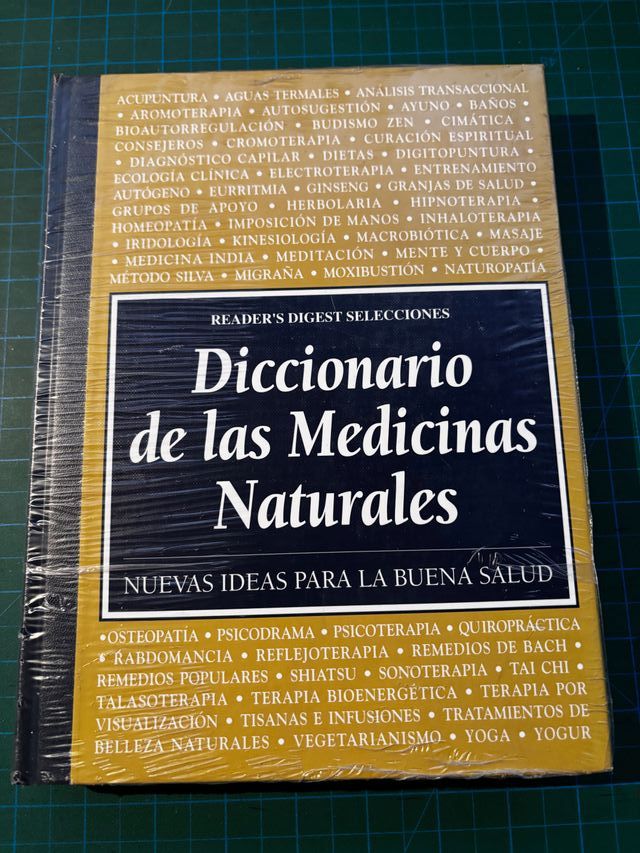 ACUPUNTURA • AGUAS TERMALES • ANÁLISIS TRANSACCIONAL
• AROMOTERAPIA • AUTOSUGESTIÓN • AYUNO • BAÑOS •
BIOAUTORREGULACIÓN • BUDISMO ZEN • CIMÁTICA •
CONSEJEROS • CROMOTERAPIA • CURACIÓN ESPIRITUAL
• DIAGNÓSTICO CAPILAR • DIETAS • DIGITOPUNTURA •
ECOLOGÍA CLÍNICA • ELECTROTERAPIA • ENTRENAMIENTO
AUTÓGENO • EURRITMIA • GINSENG • GRANJAS DE SALUD •
GRUPOS DE APOYO • HERBOLARIA • HIPNOTERAPIA •
HOMEOPATÍA • IMPOSICIÓN DE MANOS • INHALOTERAPIA
• IRIDOLOGÍA • KINESIOLOGÍA • MACROBIÓTICA • MASAJE
• MEDICINA INDIA • MEDITACIÓN • MENTE Y CUERPO •
MÉTODO SILVA • MIGRAÑA • MOXIBUSTIÓN • NATUROPATÍA
READER'S DIGEST SELECCIONES
Diccionario
de las Medicinas
Naturales
NUEVAS IDEAS PARA LA BUENA SALUD
•OSTEOPATÍA • PSICODRAMA • PSICOTERAPIA • QUIROPRÁCTICA
• RABDOMANCIA • REFLEJOTERAPIA • REMEDIOS DE BACH •
REMEDIOS POPULARES • SHIATSU • SONOTERAPIA • TAI CHI •
TALASOTERAPIA • TERAPIA BIOENERGÉTICA • TERAPIA POR
VISUALIZACIÓN • TISANAS E INFUSIONES • TRATAMIENTOS DE
BELLEZA NATURALES • VEGETARIANISMO • YOGA • YOGUR